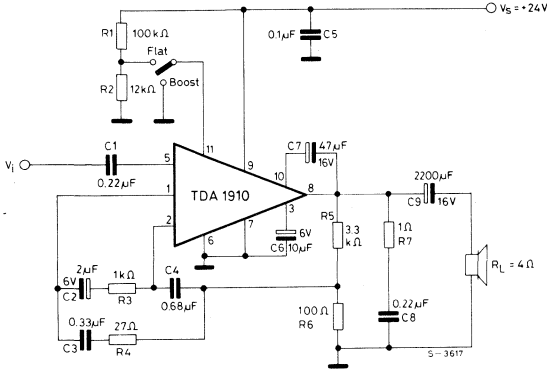 Vs = +24V
R1
100 kΩ
Flat
0.1µF
C5
R2
12kΩ
Boost
C1
11
C7
47µF
16V
Vi
5
9
10
0.22µF
1
TDA 1910
8
2200µF
C9
16V
2
3
6V
R5
3.3
kΩ
1Ω
R7
6
7
C6
10µF
RL = 4Ω
2µF
6V
C2
1kΩ
R3
C4
0.68µF
0.33µF
C3
27Ω
R4
100Ω
R6
0.22µF
C8
S-3617